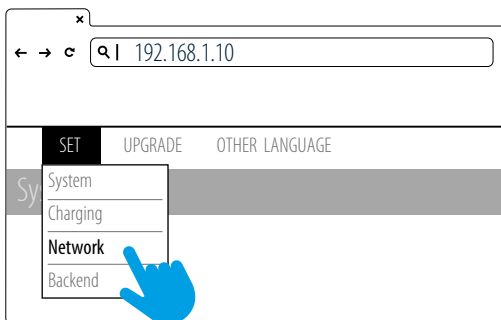 192.168.1.10
SET UPGRADE OTHER LANGUAGE
System
Charging
Network
Backend